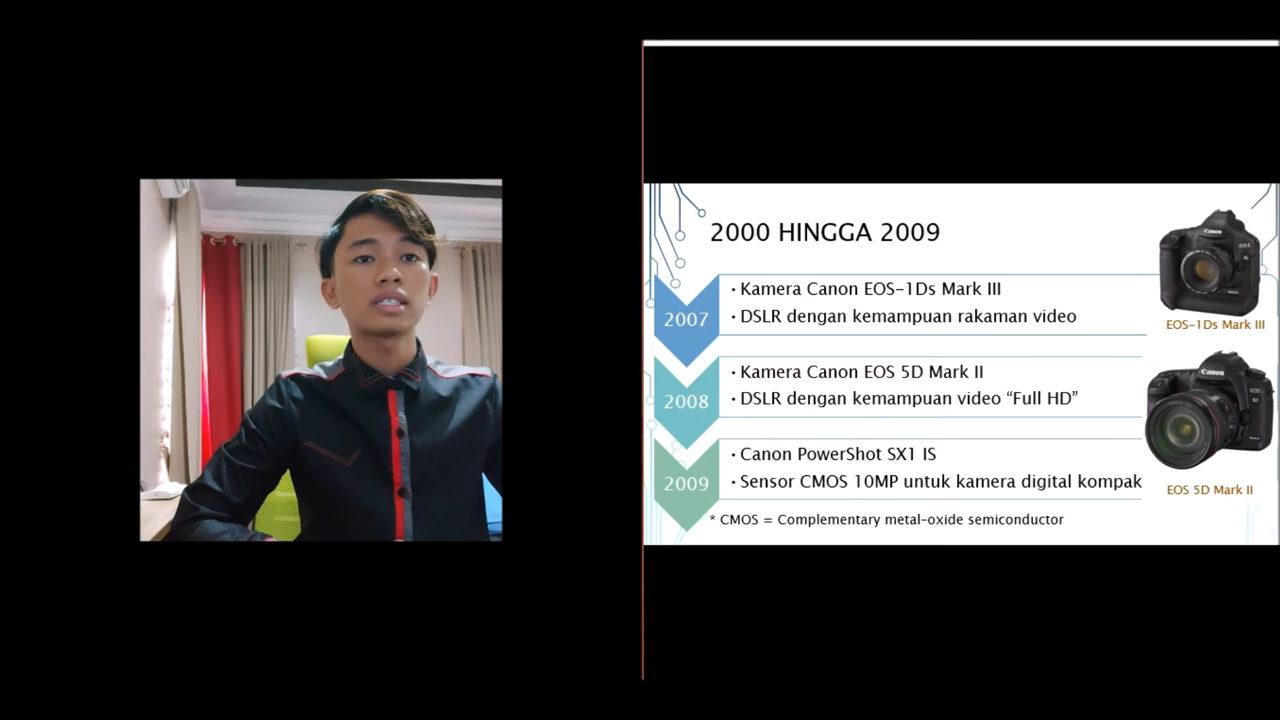 2000 HINGGA 2009
2007
• Kamera Canon EOS-1Ds Mark III
• DSLR dengan kemampuan rakaman video
Canon
EOS-1Ds Mark III
2008
• Kamera Canon EOS 5D Mark II
• DSLR dengan kemampuan video “Full HD”
Canon
EOS 5D Mark II
2009
• Canon PowerShot SX1 IS
• Sensor CMOS 10MP untuk kamera digital kompak
* CMOS = Complementary metal-oxide semiconductor